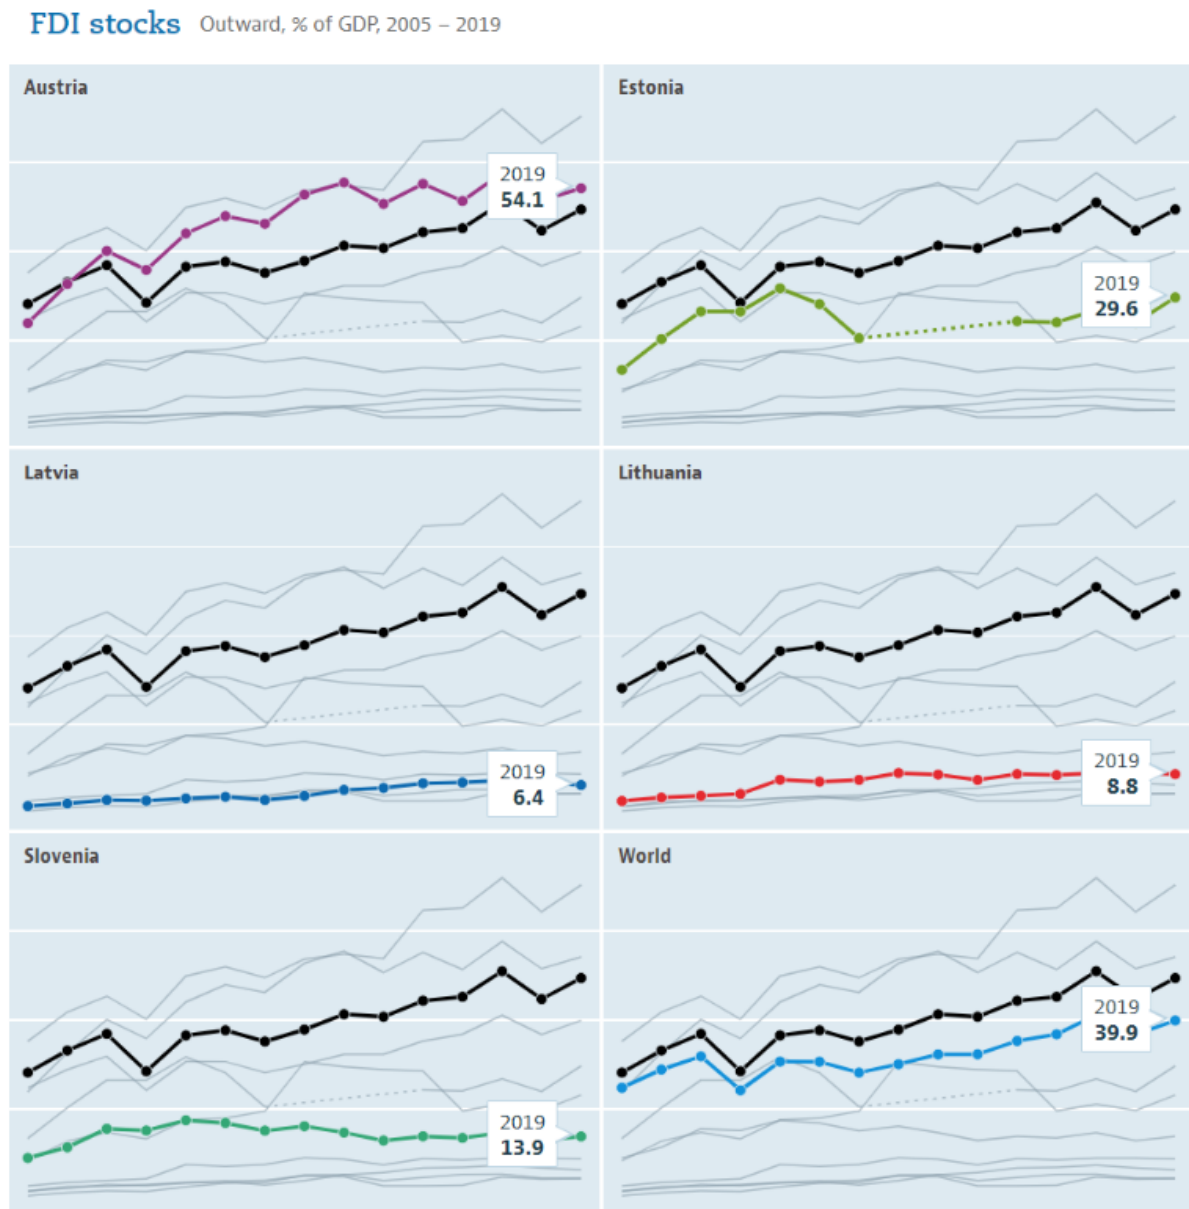 FDI stocks Outward, % of GDP, 2005 – 2019
Austria
2019
54.1
Estonia
2019
29.6
Latvia
2019
6.4
Lithuania
2019
8.8
Slovenia
2019
13.9
World
2019
39.9